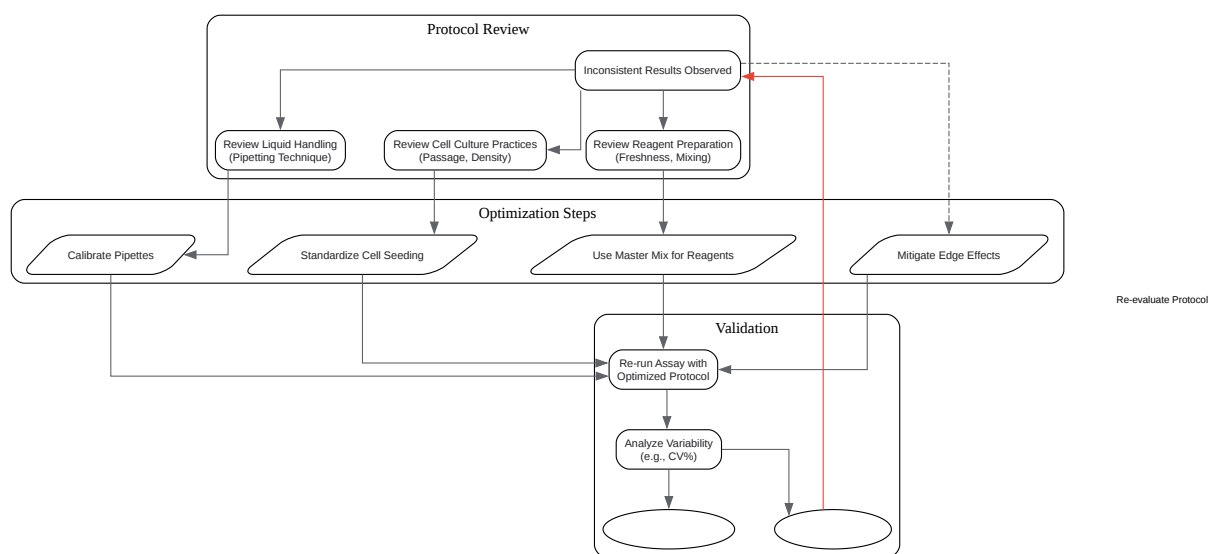 Protocol Review
Inconsistent Results Observed
Review Liquid Handling
(Pipetting Technique)
Review Cell Culture Practices
(Passage, Density)
Review Reagent Preparation
(Freshness, Mixing)
Optimization Steps
Calibrate Pipettes
Standardize Cell Seeding
Use Master Mix for Reagents
Mitigate Edge Effects
Re-evaluate Protocol
Validation
Re-run Assay with
Optimized Protocol
Analyze Variability
(e.g., CV%)